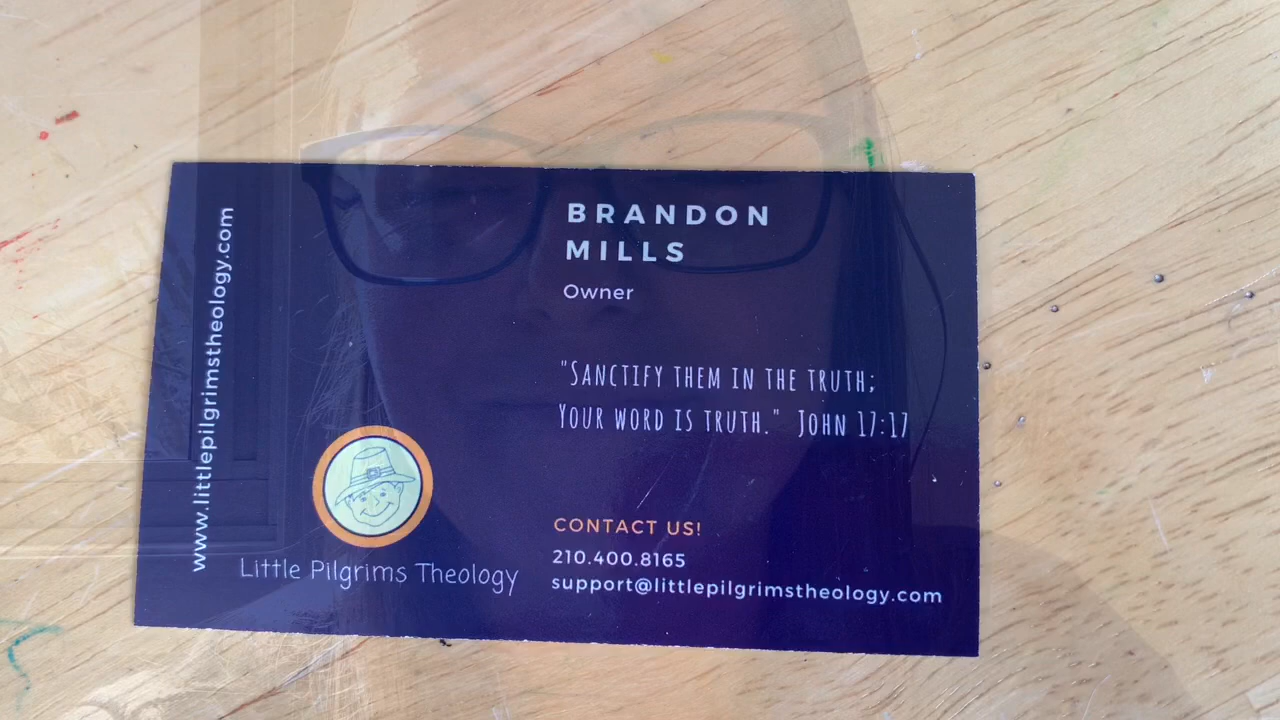 www.littlepilgrimstheology.com
Little Pilgrims Theology
BRANDON
MILLS
Owner
"SANCTIFY THEM IN THE TRUTH;
YOUR WORD IS TRUTH." JOHN 17:17
CONTACT US!
210.400.8165
support@littlepilgrimstheology.com